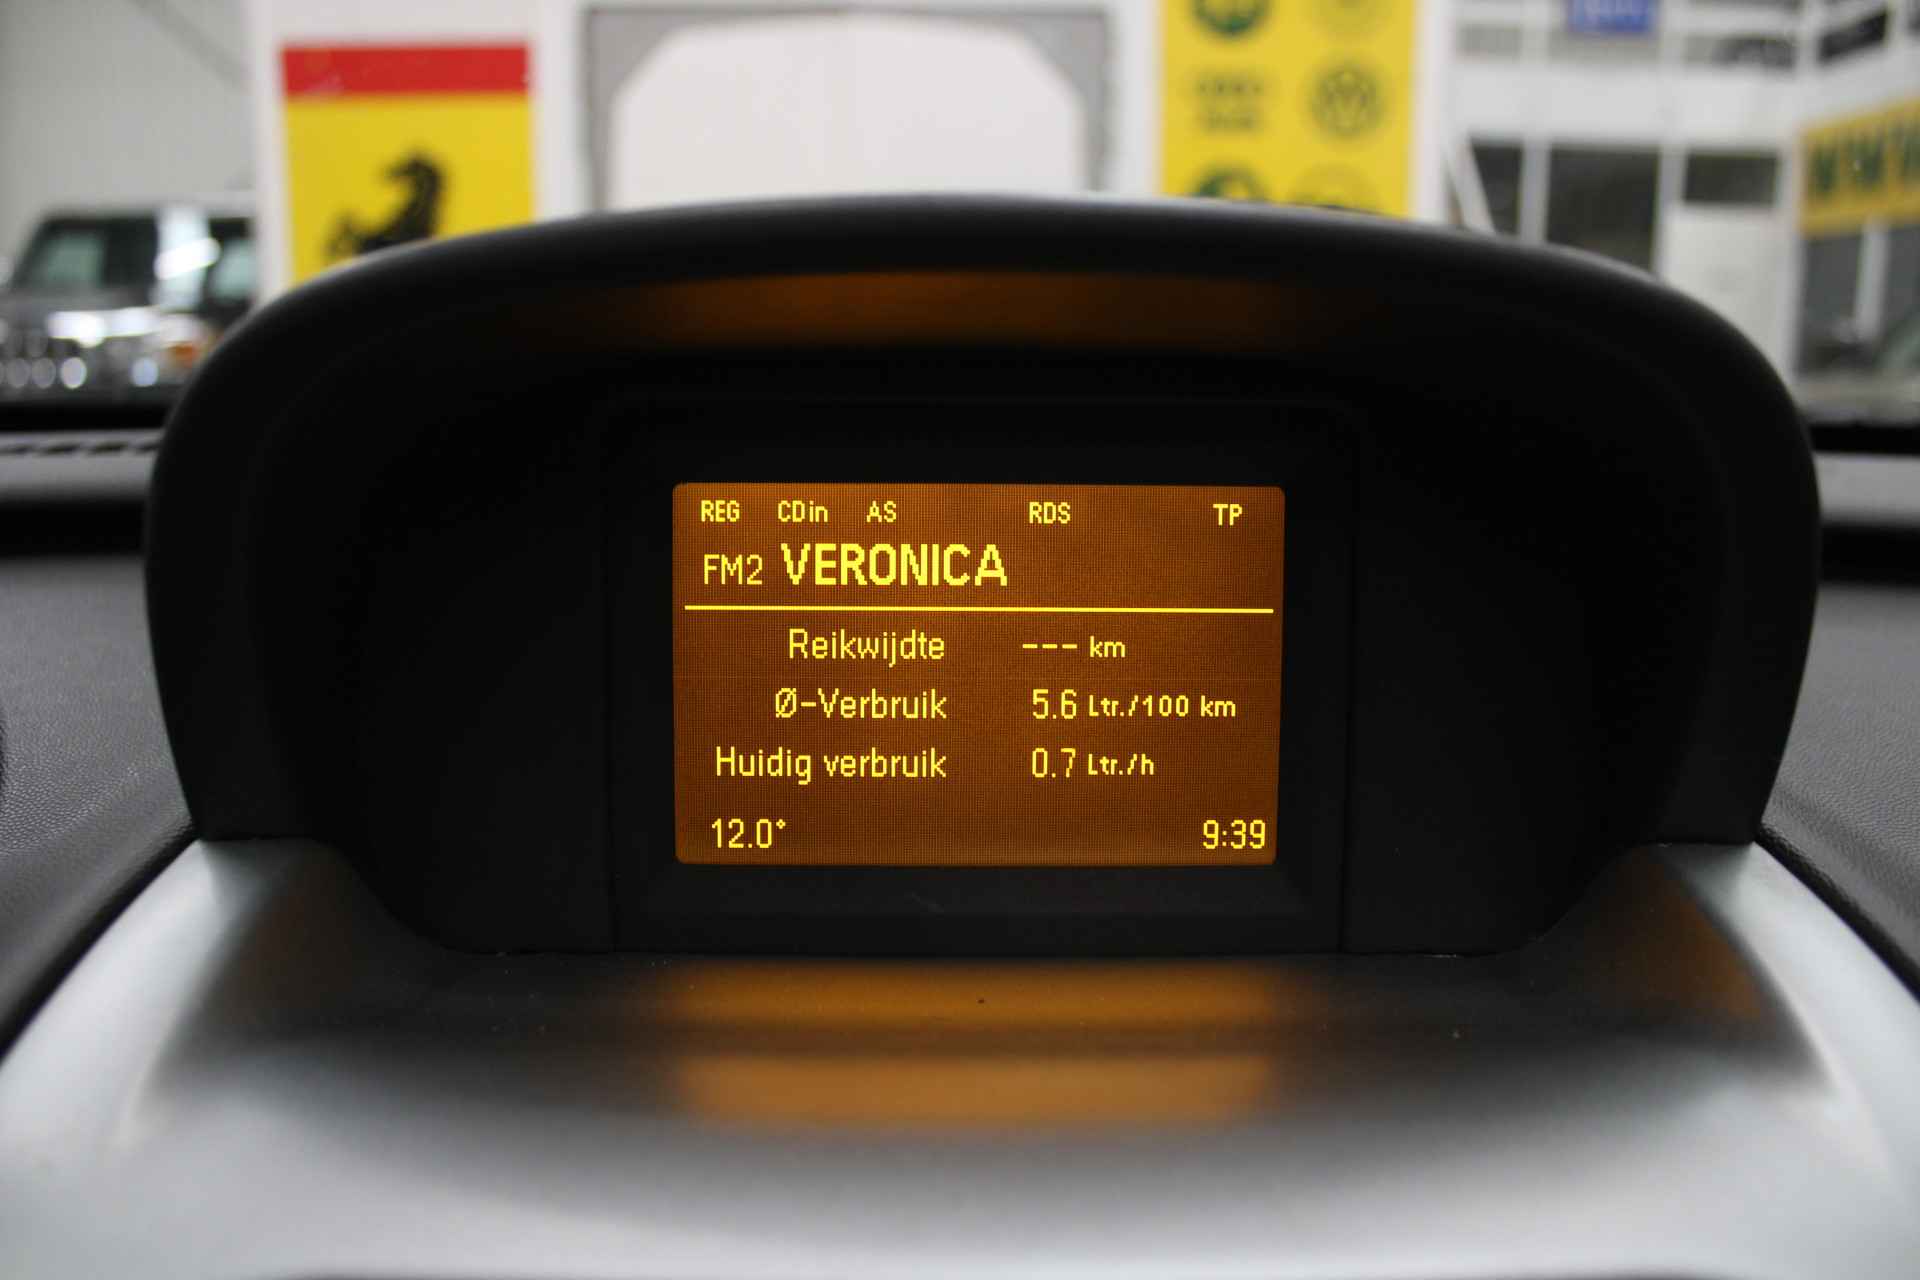 REG CDin AS RDS TP
FM2 VERONICA
Reikwijdte --- km
Ø-Verbruik 5.6 Ltr./100 km
Huidig verbruik 0.7 Ltr./h
12.0° 9:39